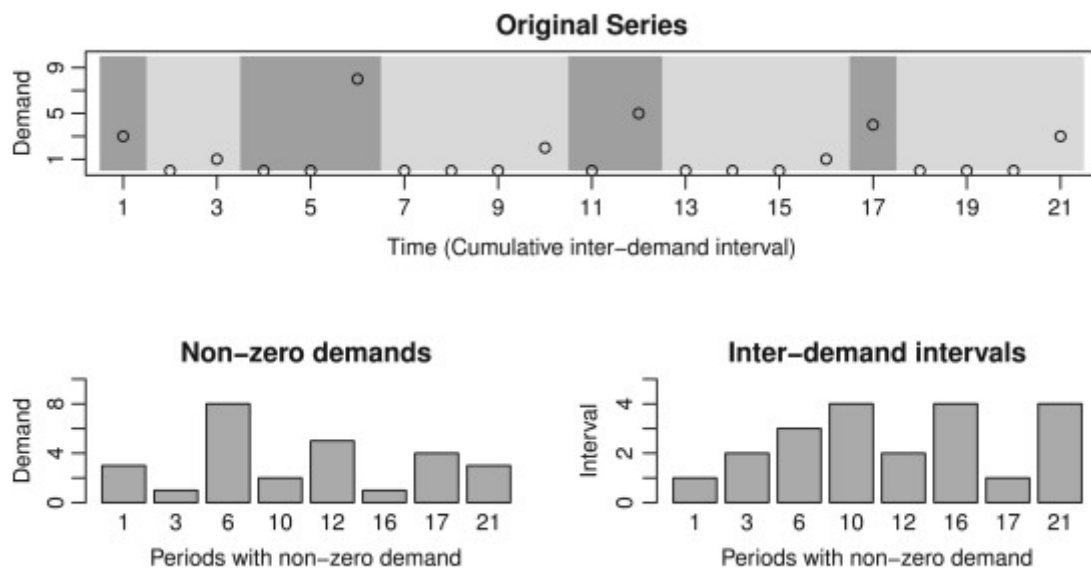 Original Series
Demand
9
5
1
1 3 5 7 9 11 13 15 17 19 21
Time (Cumulative inter-demand interval)
Non-zero demands
Demand
8
4
0
1 3 6 10 12 16 17 21
Periods with non-zero demand
Inter-demand intervals
Interval
4
2
0
1 3 6 10 12 16 17 21
Periods with non-zero demand